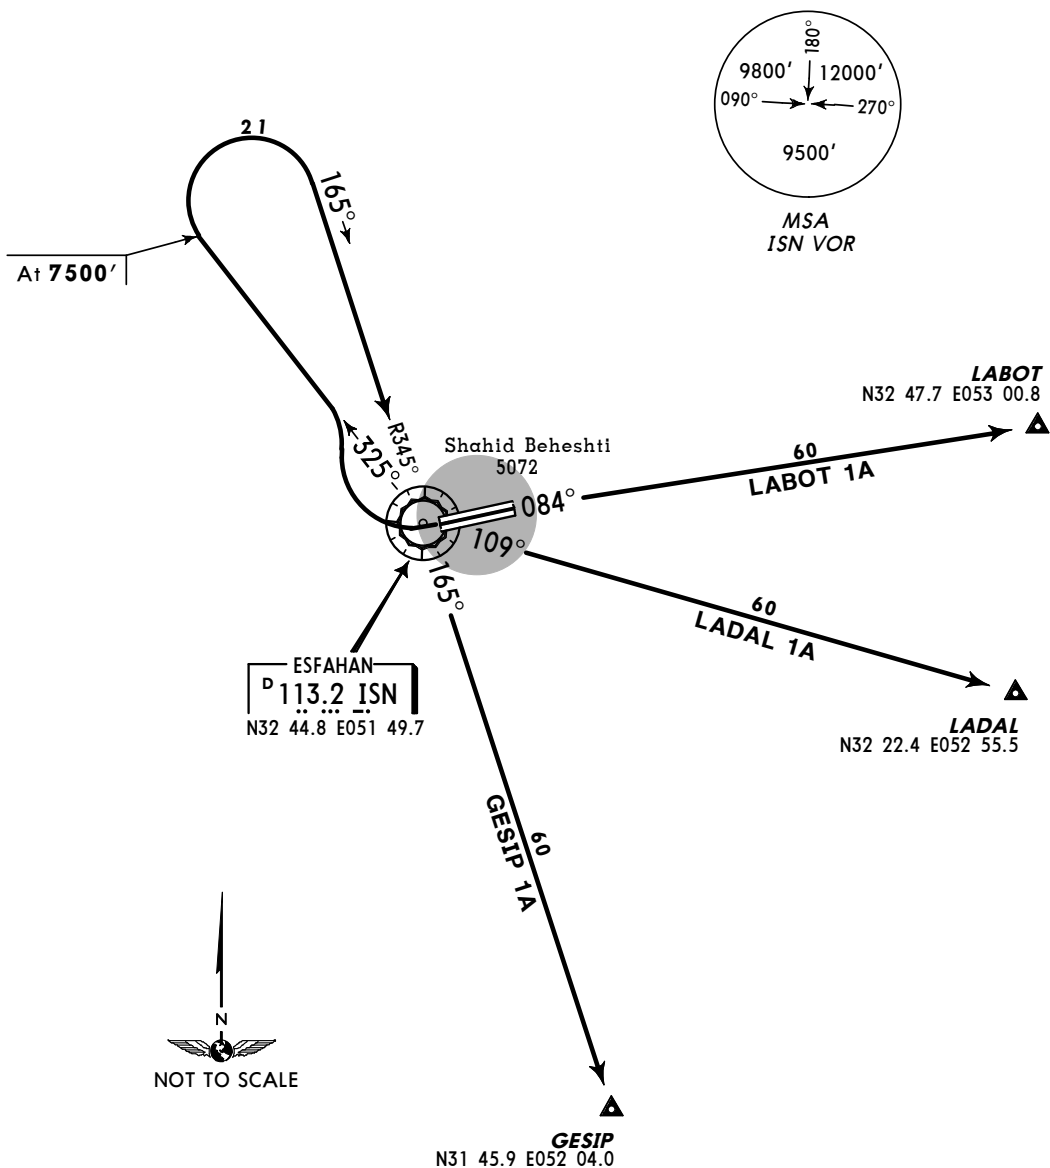 180°
9800' 12000'
090° 270°
9500'
MSA
ISN VOR
21
165°
At 7500'
LABOT
N32 47.7 E053 00.8
R345°
325°
Shahid Beheshti
5072
084°
60
LABOT 1A
109°
60
LADAL 1A
165°
ESFAHAN
D 113.2 ISN
N32 44.8 E051 49.7
LADAL
N32 22.4 E052 55.5
60
GESIP 1A
N
NOT TO SCALE
GESIP
N31 45.9 E052 04.0